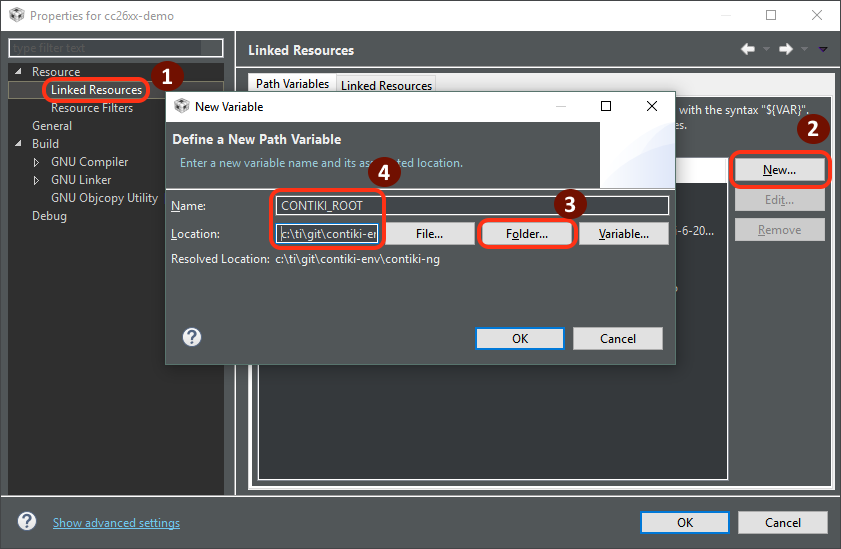 Properties for cc26xx-demo
type filter text
Resource
Linked Resources
Resource Filters
General
Build
GNU Compiler
GNU Linker
GNU Objcopy Utility
Debug
1
Linked Resources
Path Variables Linked Resources
with the syntax "${VAR}".
es.
2
New...
Edit...
Remove
-6-20...
New Variable
Define a New Path Variable
Enter a new variable name and its associated location.
4
3
Name: CONTIKI_ROOT
Location: c:\ti\git\contiki-en File... Folder... Variable...
Resolved Location: c:\ti\git\contiki-env\contiki-ng
? OK Cancel
? Show advanced settings OK Cancel